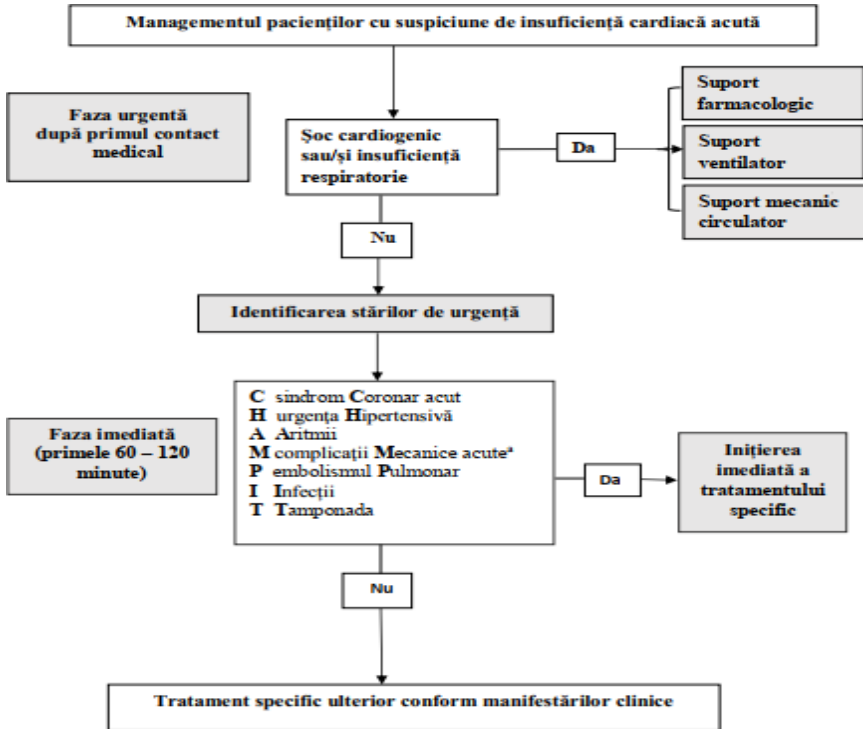 Managementul pacienților cu suspiciune de insuficiență cardiacă acută
Faza urgentă
după primul contact
medical
Șoc cardiogenic
sau/și insuficiență
respiratorie
Da
Suport
farmacologic
Suport
ventilator
Suport mecanic
circulator
Nu
Identificarea stărilor de urgență
Faza imediată
(primele 60 – 120
minute)
C sindrom Coronar acut
H urgența Hipertensivă
A Aritmii
M complicații Mecanice acuteª
P embolismul Pulmonar
I Infecții
T Tamponada
Da
Inițierea
imediată a
tratamentului
specific
Nu
Tratament specific ulterior conform manifestărilor clinice